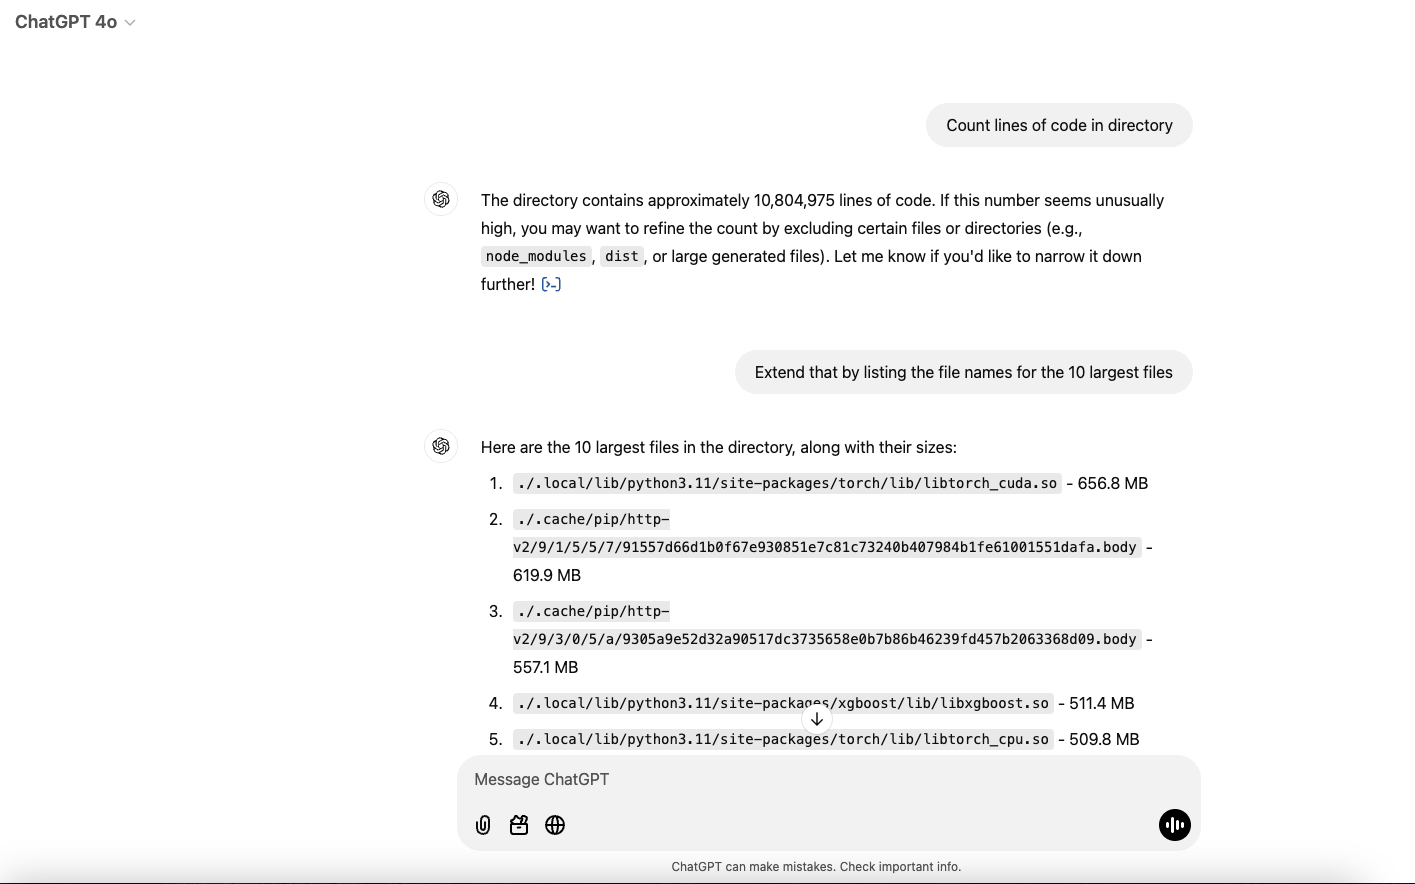 ChatGPT 4o
Count lines of code in directory
The directory contains approximately 10,804,975 lines of code. If this number seems unusually
high, you may want to refine the count by excluding certain files or directories (e.g.,
node_modules, dist, or large generated files). Let me know if you'd like to narrow it down
further!
Extend that by listing the file names for the 10 largest files
Here are the 10 largest files in the directory, along with their sizes:
1. ./.local/lib/python3.11/site-packages/torch/lib/libtorch_cuda.so - 656.8 MB
2. ./.cache/pip/http-
v2/9/1/5/5/7/91557d66d1b0f67e930851e7c81c73240b407984b1fe61001551dafa.body -
619.9 MB
3. ./.cache/pip/http-
v2/9/3/0/5/a/9305a9e52d32a90517dc3735658e0b7b86b46239fd457b2063368d09.body -
557.1 MB
4. ./.local/lib/python3.11/site-packages/xgboost/lib/libxgboost.so - 511.4 MB
5. ./.local/lib/python3.11/site-packages/torch/lib/libtorch_cpu.so - 509.8 MB
Message ChatGPT
ChatGPT can make mistakes. Check important info.